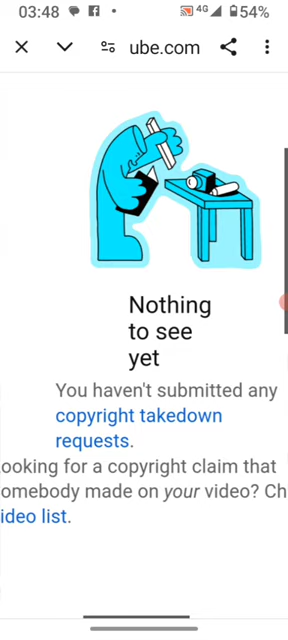 03:48
4G
54%
ube.com
Nothing
to see
yet
You haven't submitted any
copyright takedown
requests.
ooking for a copyright claim that
omebody made on your video? Ch
ideo list.